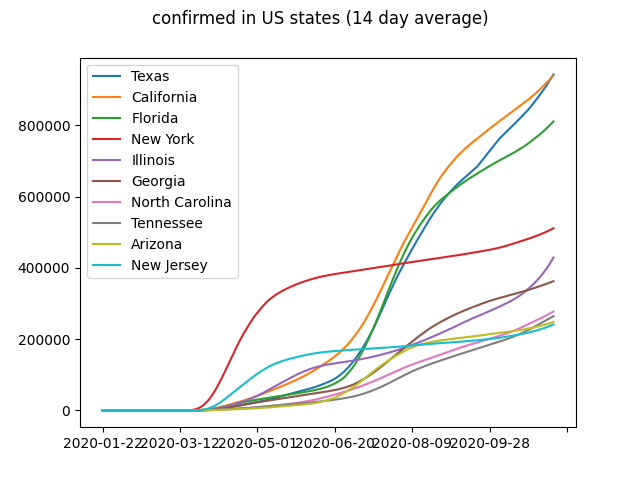 confirmed in US states (14 day average)
Texas
California
Florida
New York
Illinois
Georgia
North Carolina
Tennessee
Arizona
New Jersey
800000
600000
400000
200000
0
2020-01-22 2020-03-12 2020-05-01 2020-06-20 2020-08-09 2020-09-28